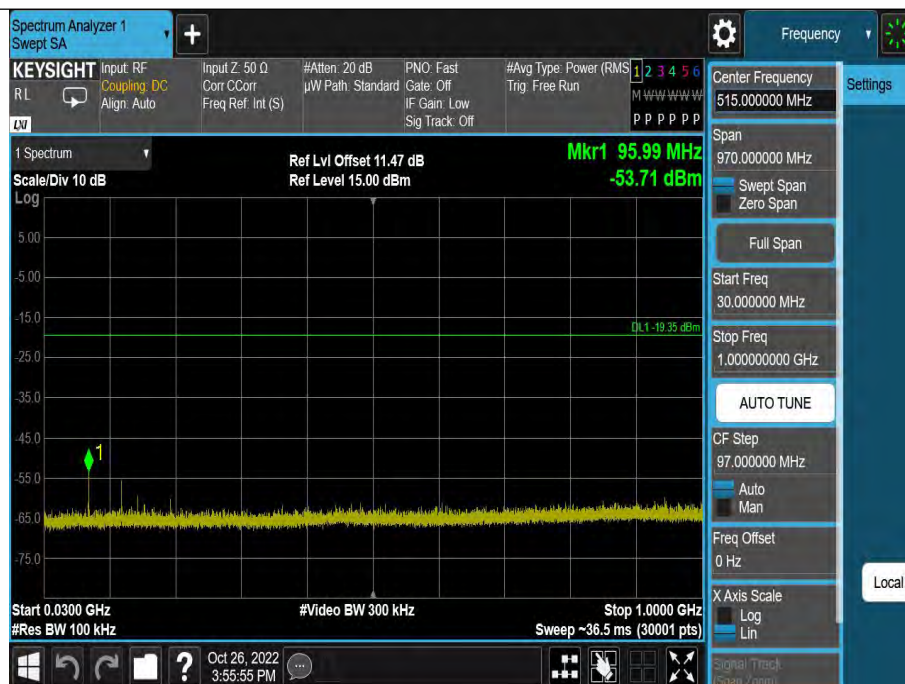 Spectrum Analyzer 1
Swept SA
+
Frequency
KEYSIGHT
RL
LXI
Input: RF
Coupling: DC
Align: Auto
Input Z: 50 Ω
Corr CCorr
Freq Ref: Int (S)
#Atten: 20 dB
µW Path: Standard
PNO: Fast
Gate: Off
IF Gain: Low
Sig Track: Off
#Avg Type: Power (RMS
Trig: Free Run
1 2 3 4 5 6
M W W W W W
P P P P P P
1 Spectrum
Scale/Div 10 dB
Ref Lvl Offset 11.47 dB
Ref Level 15.00 dBm
Mkr1 95.99 MHz
-53.71 dBm
Log
5.00
-5.00
-15.0
DL1 -19.35 dBm
-25.0
-35.0
-45.0
1
-55.0
-65.0
-75.0
Start 0.0300 GHz
#Res BW 100 kHz
#Video BW 300 kHz
Stop 1.0000 GHz
Sweep ~36.5 ms (30001 pts)
?
Oct 26, 2022
3:55:55 PM
Center Frequency
515.000000 MHz
Span
970.000000 MHz
Swept Span
Zero Span
Full Span
Start Freq
30.000000 MHz
Stop Freq
1.000000000 GHz
AUTO TUNE
CF Step
97.000000 MHz
Auto
Man
Freq Offset
0 Hz
X Axis Scale
Log
Lin
Signal Track
(Span Zoom)
Settings
Local